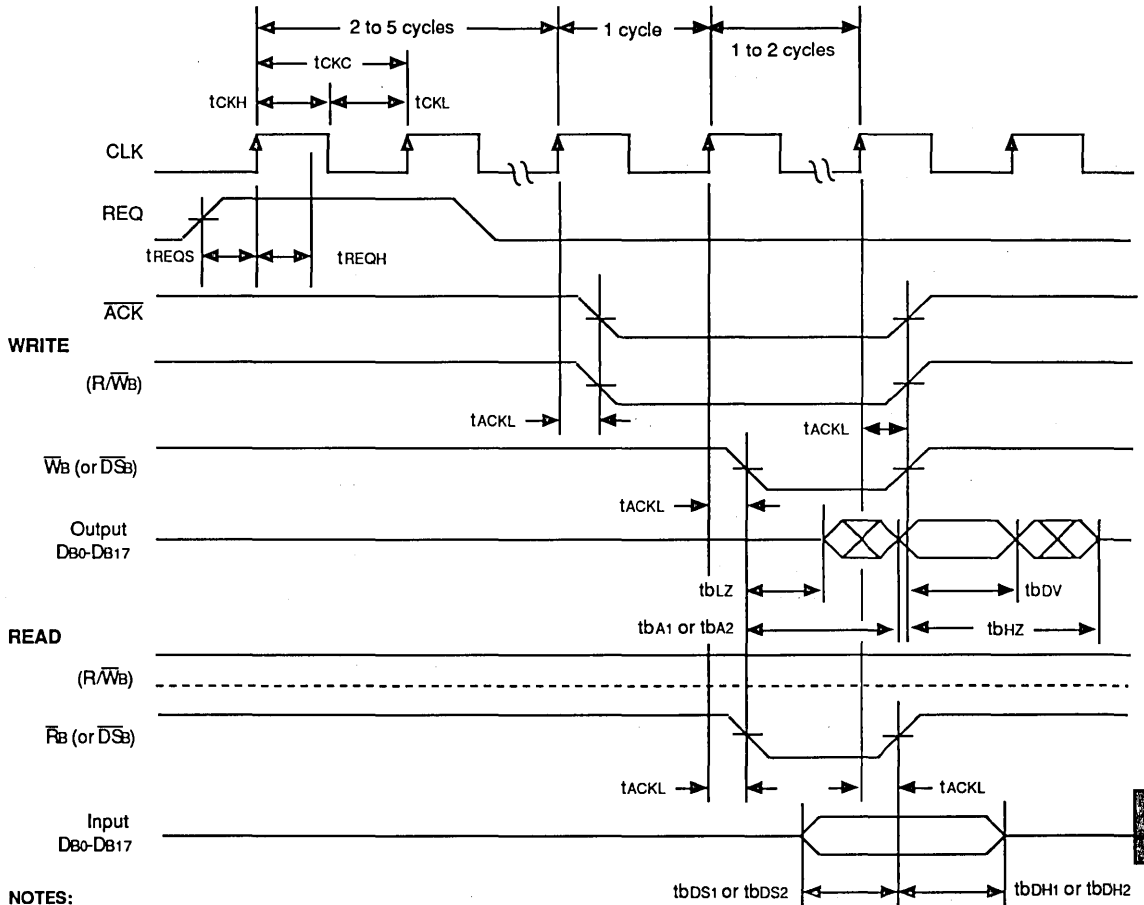 2 to 5 cycles 1 cycle 1 to 2 cycles
tCKC
tCKH tCKL
CLK
REQ
tREQS tREQH
ACK
WRITE
(R/WB)
tACKL tACKL
WB (or DSB)
tACKL
Output
DB0-DB17
tbLZ tbDV
tbA1 or tbA2 tbHZ
READ
(R/WB)
RB (or DSB)
tACKL tACKL
Input
DB0-DB17
tbDS1 or tbDS2 tbDH1 or tbDH2
NOTES: